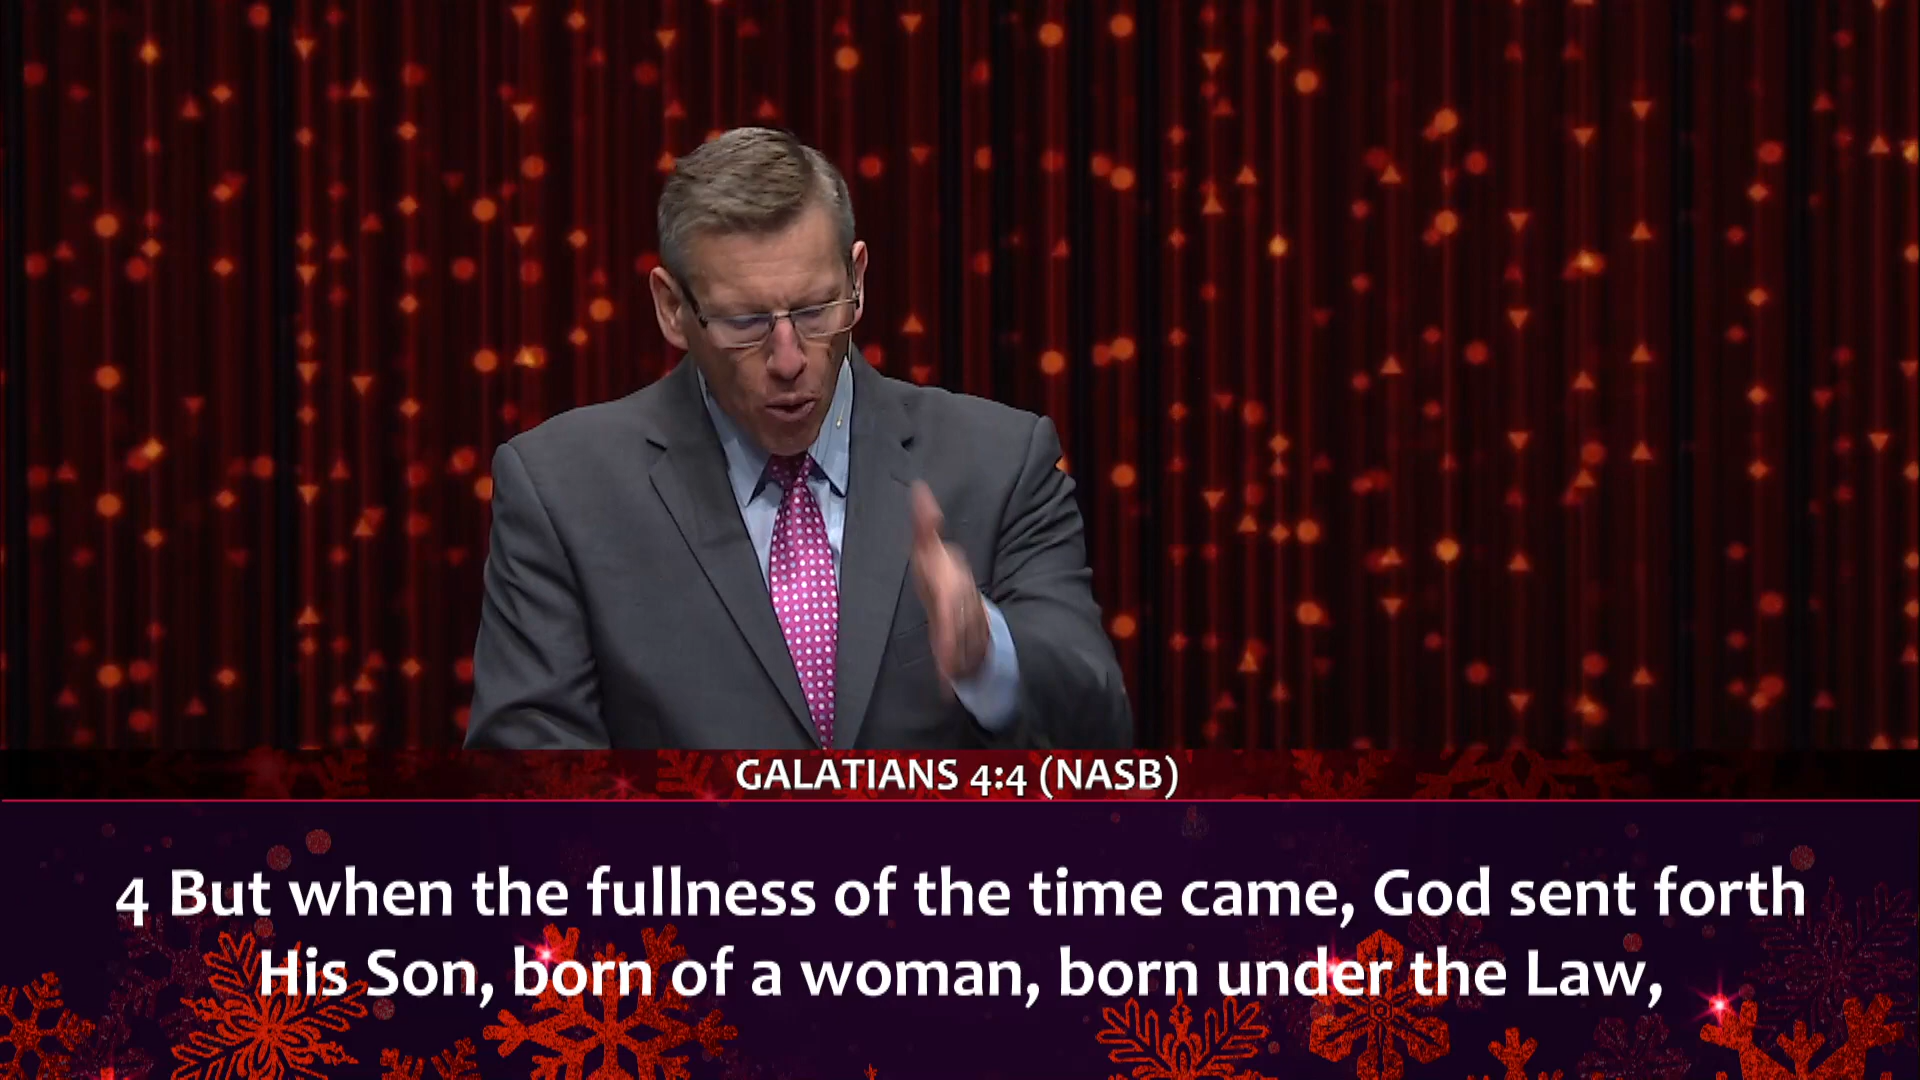 GALATIANS 4:4 (NASB)
4 But when the fullness of the time came, God sent forth
His Son, born of a woman, born under the Law,